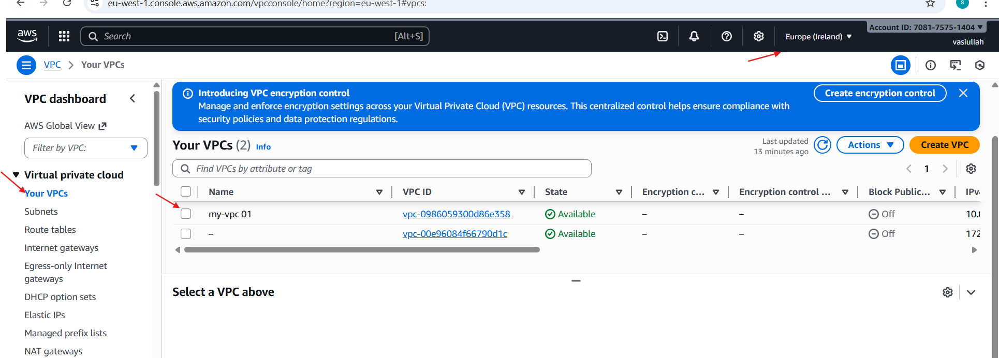 eu-west-1.console.aws.amazon.com/vpcconsole/home?region=eu-west-1#vpcs:
S
aws
Search
[Alt+S]
Europe (Ireland)
Account ID: 7081-7575-1404
vasiullah
VPC > Your VPCs
VPC dashboard
AWS Global View
Filter by VPC:
Virtual private cloud
Your VPCs
Subnets
Route tables
Internet gateways
Egress-only Internet
gateways
DHCP option sets
Elastic IPs
Managed prefix lists
NAT gateways
Introducing VPC encryption control
Manage and enforce encryption settings across your Virtual Private Cloud (VPC) resources. This centralized control helps ensure compliance with
security policies and data protection regulations.
Create encryption control
Your VPCs (2) Info
Last updated
13 minutes ago
Actions
Create VPC
Find VPCs by attribute or tag
1
Name VPC ID State Encryption c... Encryption control ... Block Public...
my-vpc 01 vpc-0986059300d86e358 Available – – Off 10.
– vpc-00e96084f66790d1c Available – – Off 172
Select a VPC above